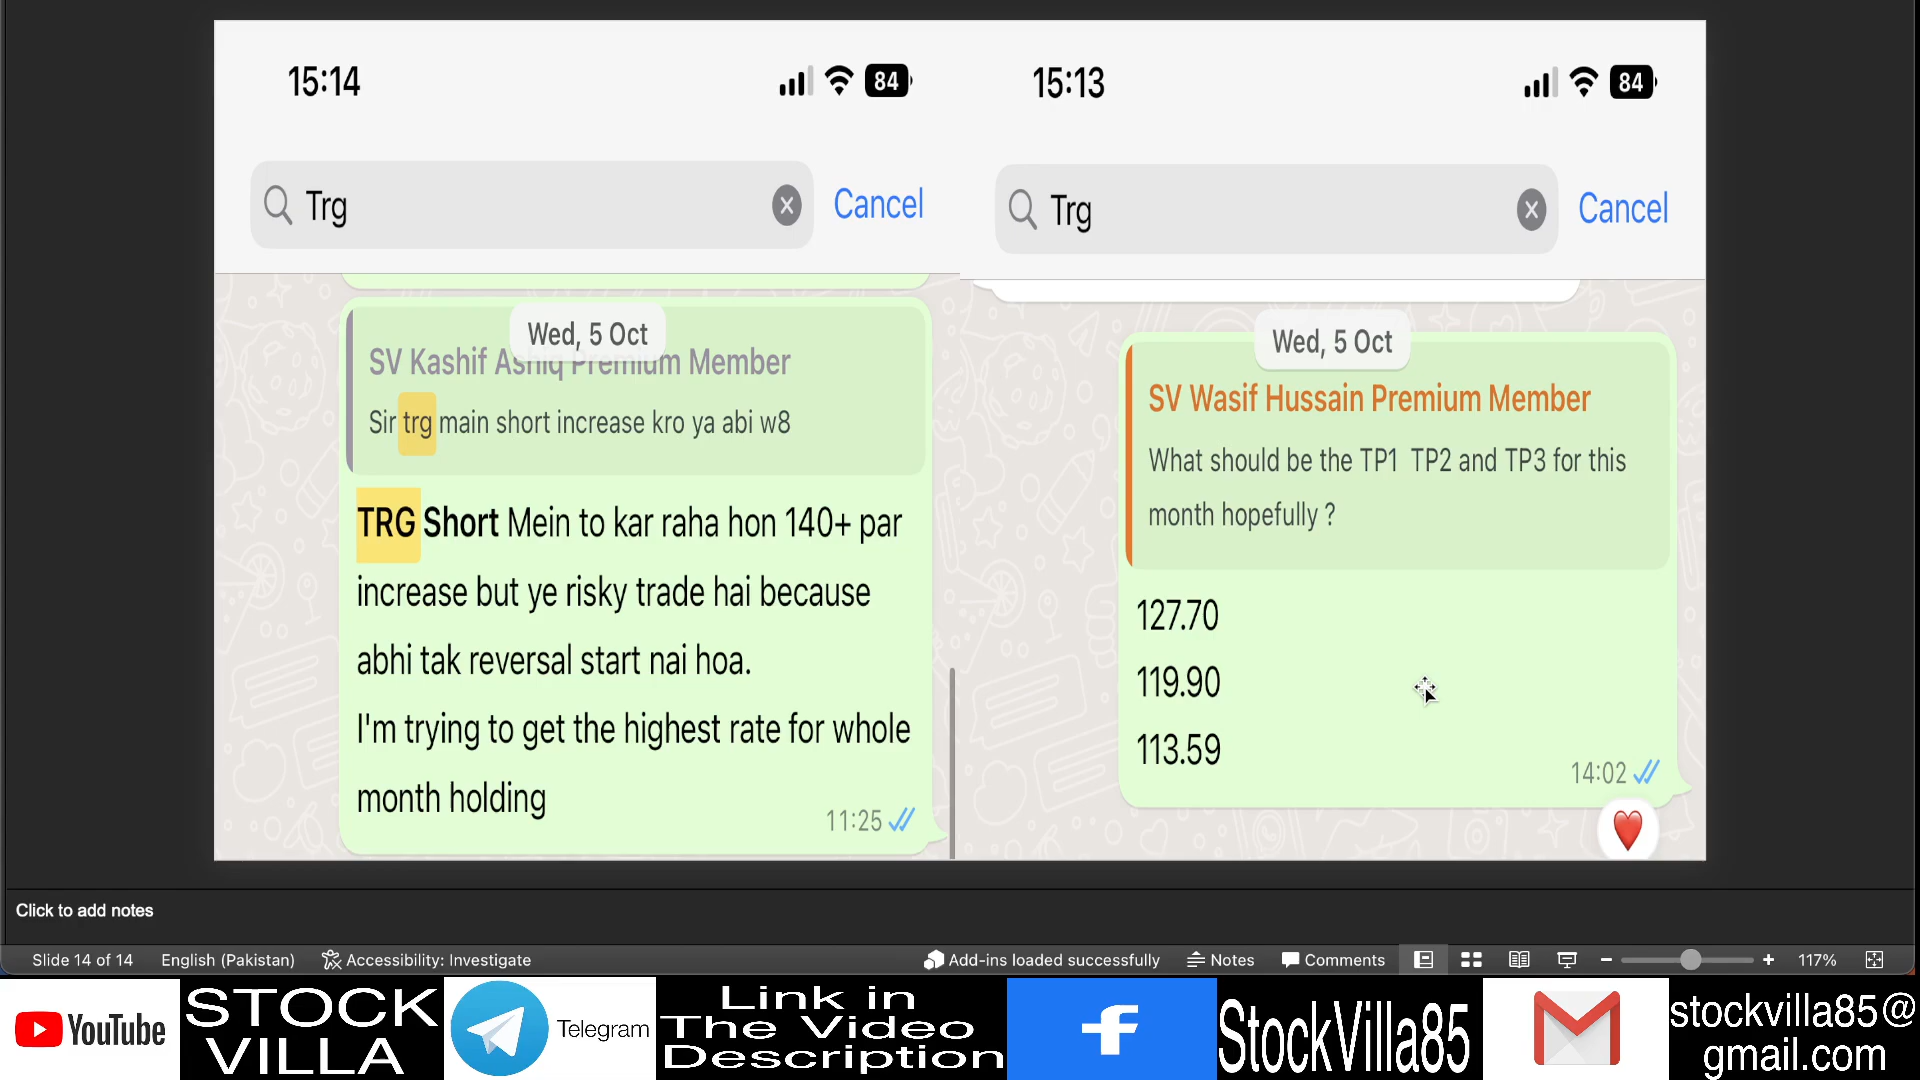 15:14
84
Trg
Cancel
Wed, 5 Oct
SV Kashif Ashiq Premium Member
Sir trg main short increase kro ya abi w8
TRG Short Mein to kar raha hon 140+ par
increase but ye risky trade hai because
abhi tak reversal start nai hoa.
I'm trying to get the highest rate for whole
month holding
11:25
15:13
84
Trg
Cancel
Wed, 5 Oct
SV Wasif Hussain Premium Member
What should be the TP1 TP2 and TP3 for this
month hopefully ?
127.70
119.90
113.59
14:02
Click to add notes
Slide 14 of 14
English (Pakistan)
Accessibility: Investigate
Add-ins loaded successfully
Notes
Comments
117%
YouTube
STOCK
VILLA
Telegram
Link in
The Video
Description
f
StockVilla85
stockvilla85@
gmail.com